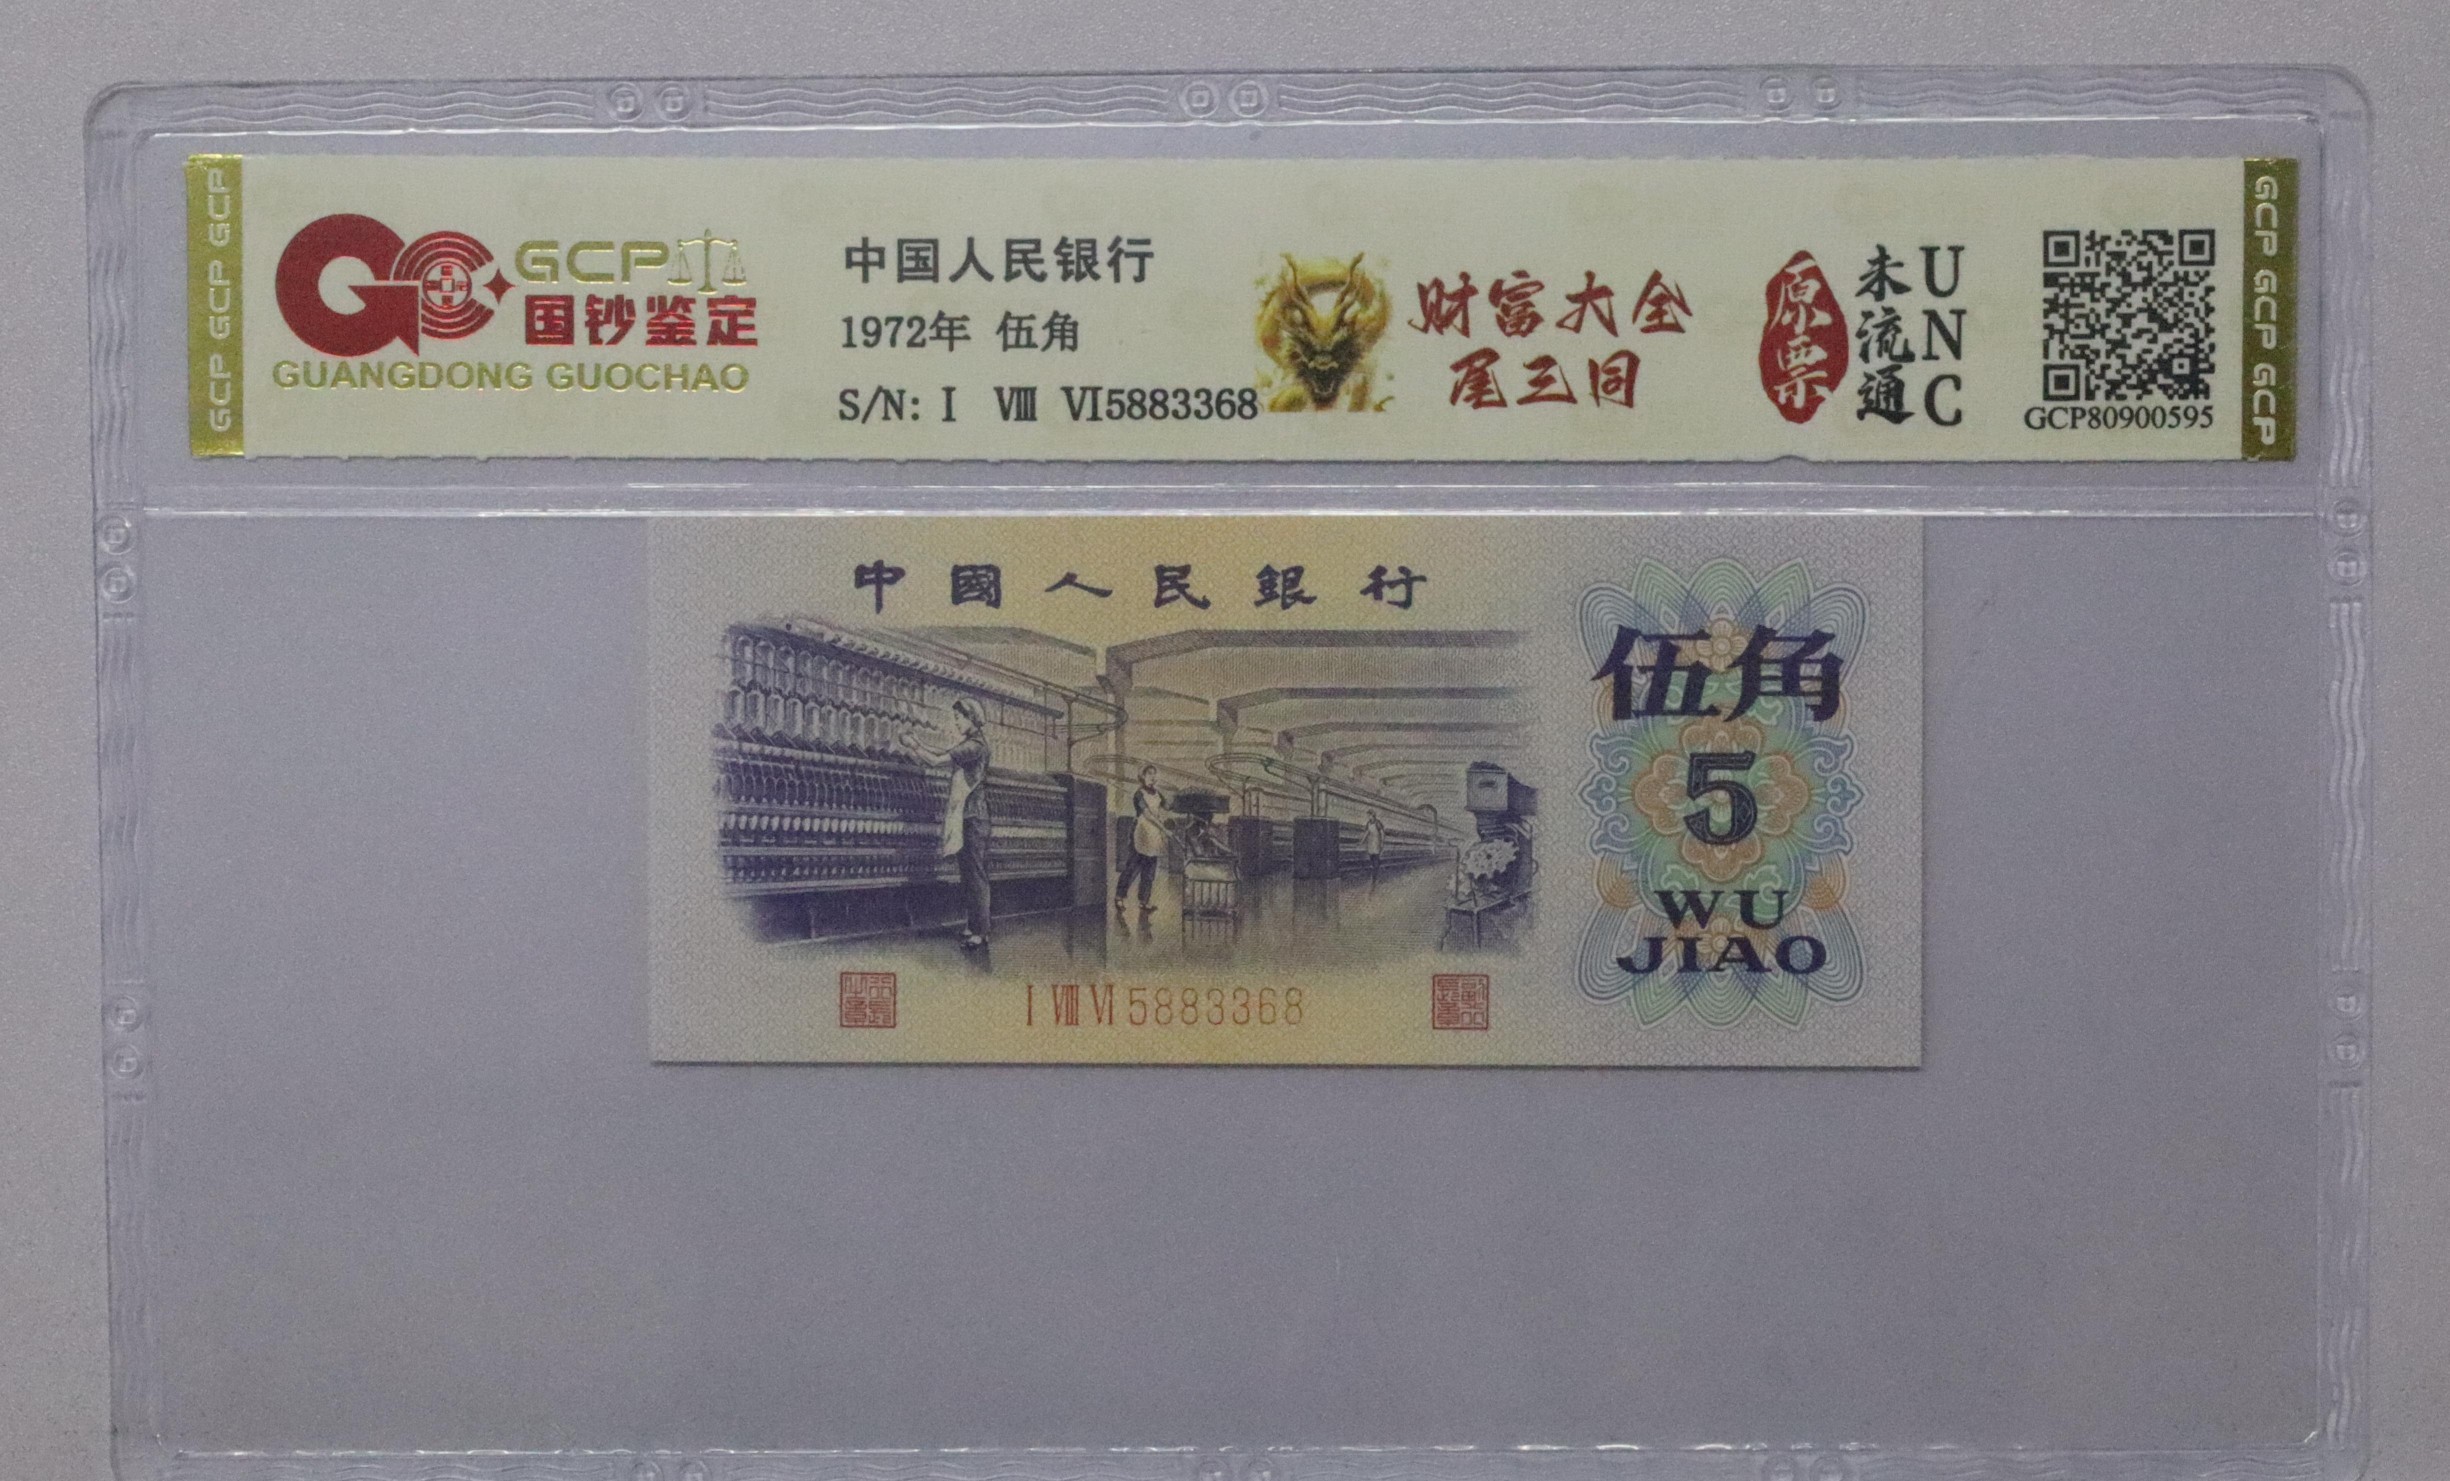 GCP GCP GCP
GCP
国钞鉴定
GUANGDONG GUOCHAO
中国人民银行
1972年 伍角
S/N: I Ⅷ Ⅵ5883368
财富大全
尾三同
原票
未流通
UNC
GCP80900595
GCP GCP GCP GCP
中國人民銀行
伍角
5
WU
JIAO
I Ⅷ Ⅵ 5883368